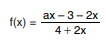 f(x) = ax – 3 – 2x / 4 + 2x